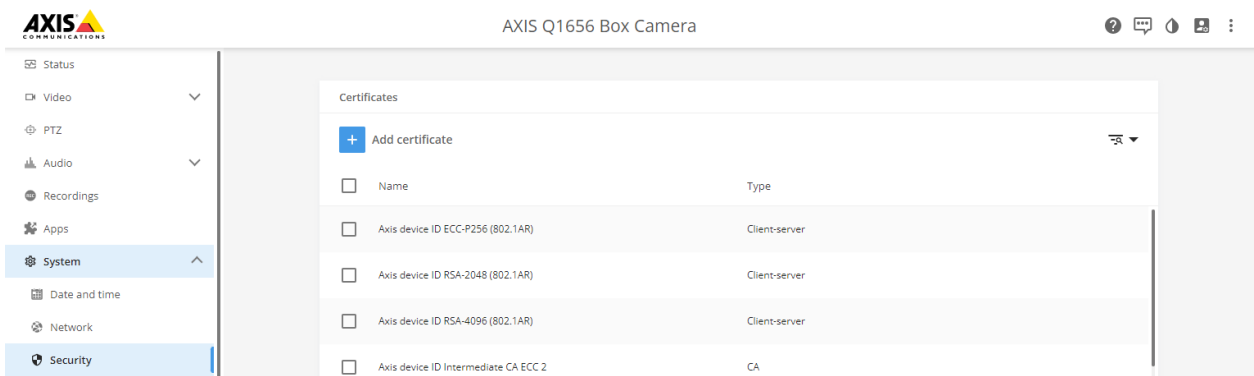 AXIS
COMMUNICATIONS
AXIS Q1656 Box Camera
Status
Video
PTZ
Audio
Recordings
Apps
System
Date and time
Network
Security
Certificates
Add certificate
Name Type
Axis device ID ECC-P256 (802.1AR) Client-server
Axis device ID RSA-2048 (802.1AR) Client-server
Axis device ID RSA-4096 (802.1AR) Client-server
Axis device ID Intermediate CA ECC 2 CA